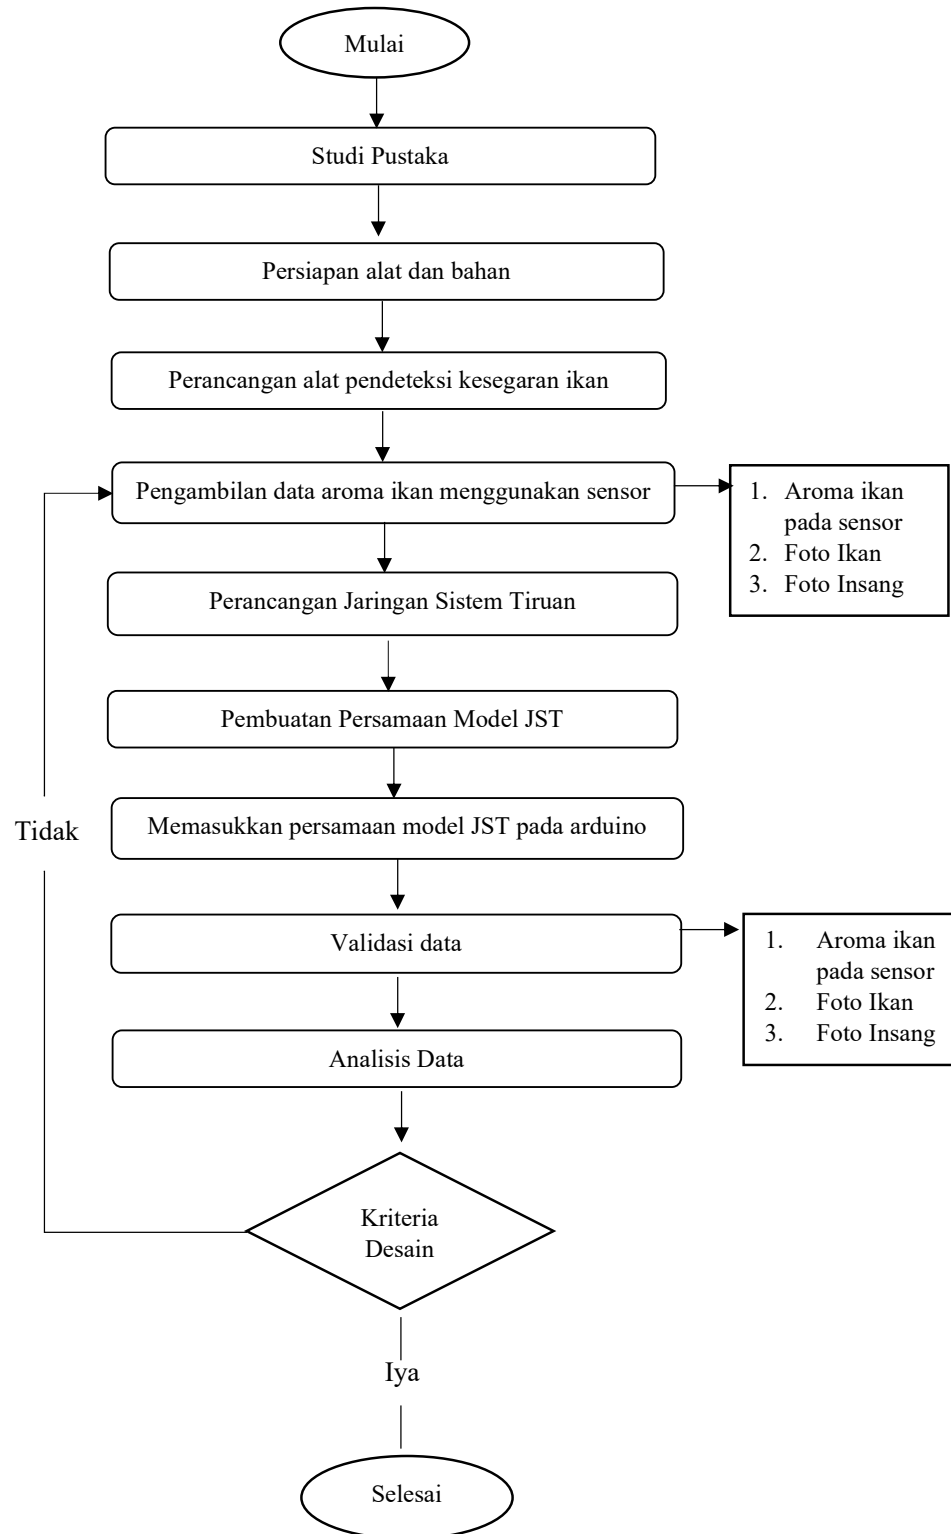 Mulai
Studi Pustaka
Persiapan alat dan bahan
Perancangan alat pendeteksi kesegaran ikan
Pengambilan data aroma ikan menggunakan sensor
1. Aroma ikan
pada sensor
2. Foto Ikan
3. Foto Insang
Perancangan Jaringan Sistem Tiruan
Pembuatan Persamaan Model JST
Memasukkan persamaan model JST pada arduino
Tidak
Validasi data
1. Aroma ikan
pada sensor
2. Foto Ikan
3. Foto Insang
Analisis Data
Kriteria
Desain
Iya
Selesai